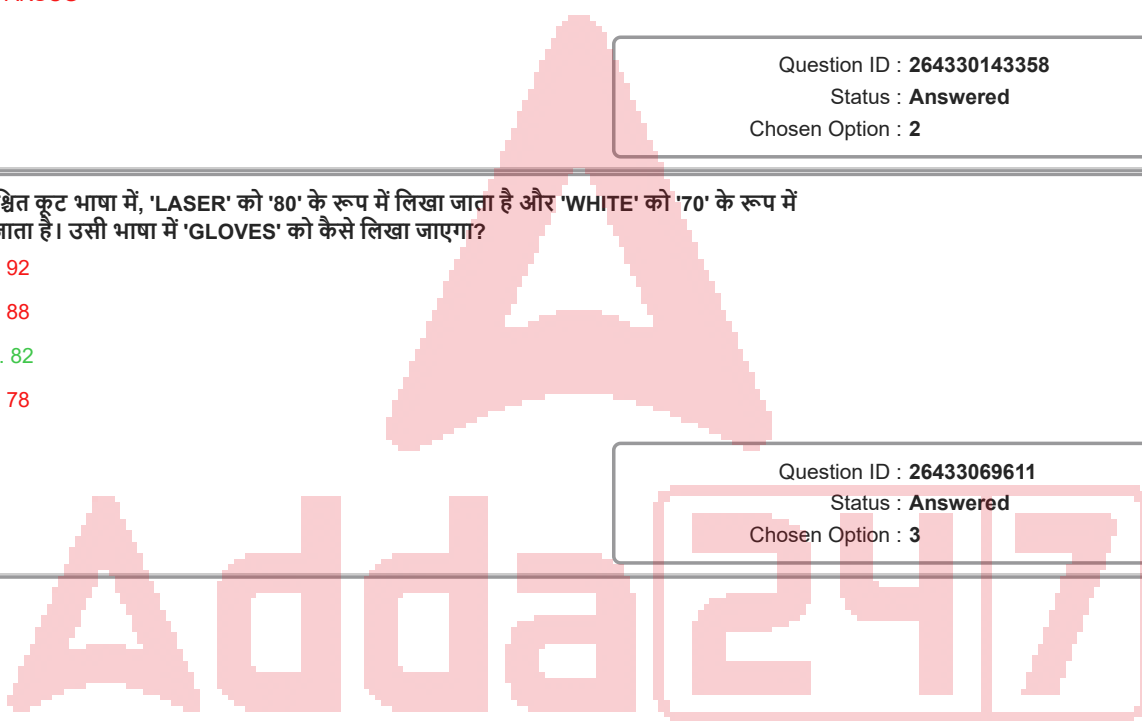 Question ID : 264330143358
Status : Answered
Chosen Option : 2
कूट भाषा में, 'LASER' को '80' के रूप में लिखा जाता है और 'WHITE' को '70' के रूप में
है। उसी भाषा में 'GLOVES' को कैसे लिखा जाएगा?
92
88
. 82
78
Question ID : 26433069611
Status : Answered
Chosen Option : 3
Adda247